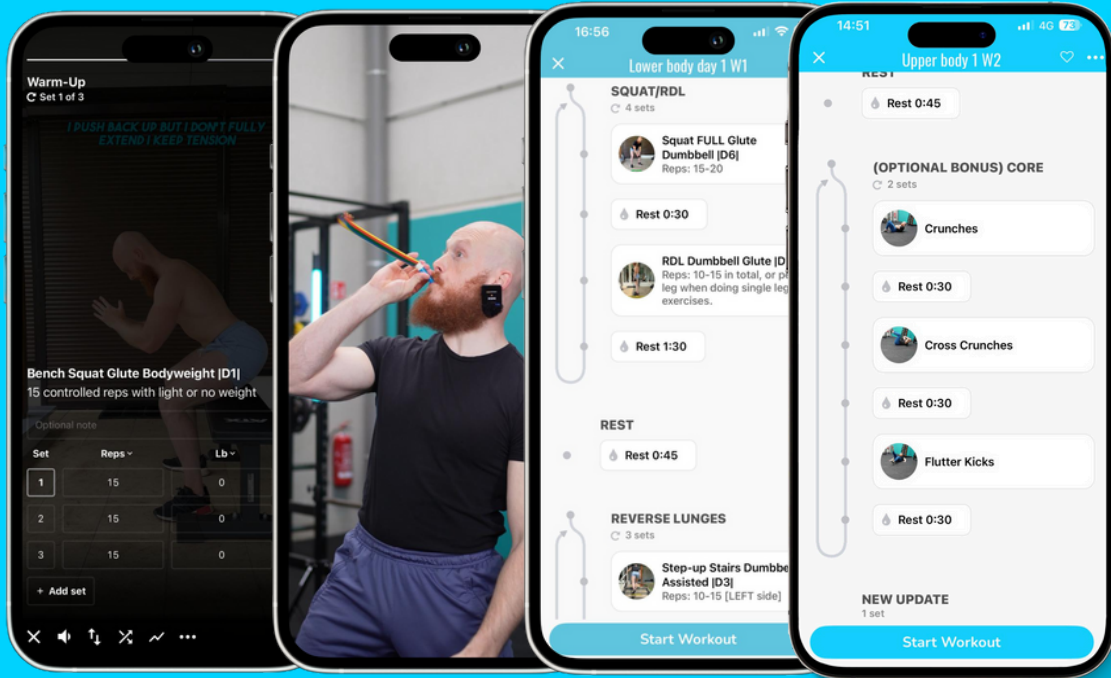 Warm-Up
Set 1 of 3
I PUSH BACK UP BUT I DON'T FULLY
EXTEND I KEEP TENSION
Bench Squat Glute Bodyweight |D1|
15 controlled reps with light or no weight
Optional note
Set Reps Lb
1 15 0
2 15 0
3 15 0
+ Add set
16:56
Lower body day 1 W1
SQUAT/RDL
4 sets
Squat FULL Glute
Dumbbell |D6|
Reps: 15-20
Rest 0:30
RDL Dumbbell Glute |D
Reps: 10-15 in total, or p
leg when doing single leg
exercises.
Rest 1:30
REST
Rest 0:45
REVERSE LUNGES
3 sets
Step-up Stairs Dumbbe
Assisted |D3|
Reps: 10-15 [LEFT side]
Start Workout
14:51
4G 73
Upper body 1 W2
REST
Rest 0:45
(OPTIONAL BONUS) CORE
2 sets
Crunches
Rest 0:30
Cross Crunches
Rest 0:30
Flutter Kicks
Rest 0:30
NEW UPDATE
1 set
Start Workout